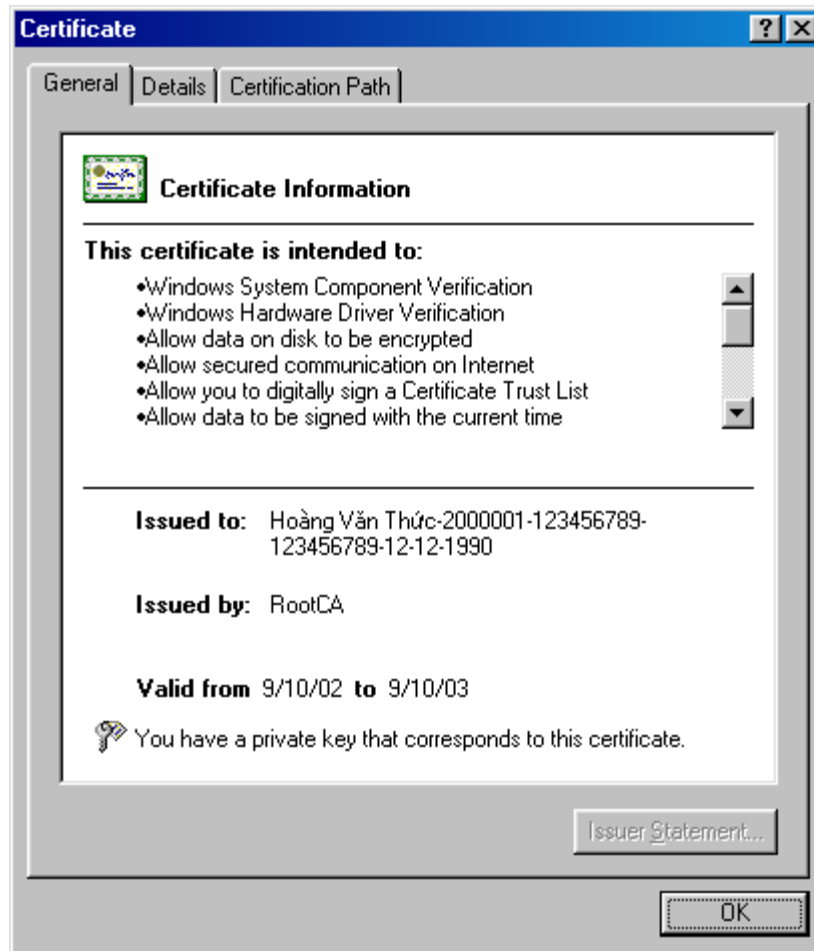 Certificate
General Details Certification Path
Certificate Information
This certificate is intended to:
•Windows System Component Verification
•Windows Hardware Driver Verification
•Allow data on disk to be encrypted
•Allow secured communication on Internet
•Allow you to digitally sign a Certificate Trust List
•Allow data to be signed with the current time
Issued to: Hoàng Văn Thức-2000001-123456789-
123456789-12-12-1990
Issued by: RootCA
Valid from 9/10/02 to 9/10/03
You have a private key that corresponds to this certificate.
Issuer Statement...
OK